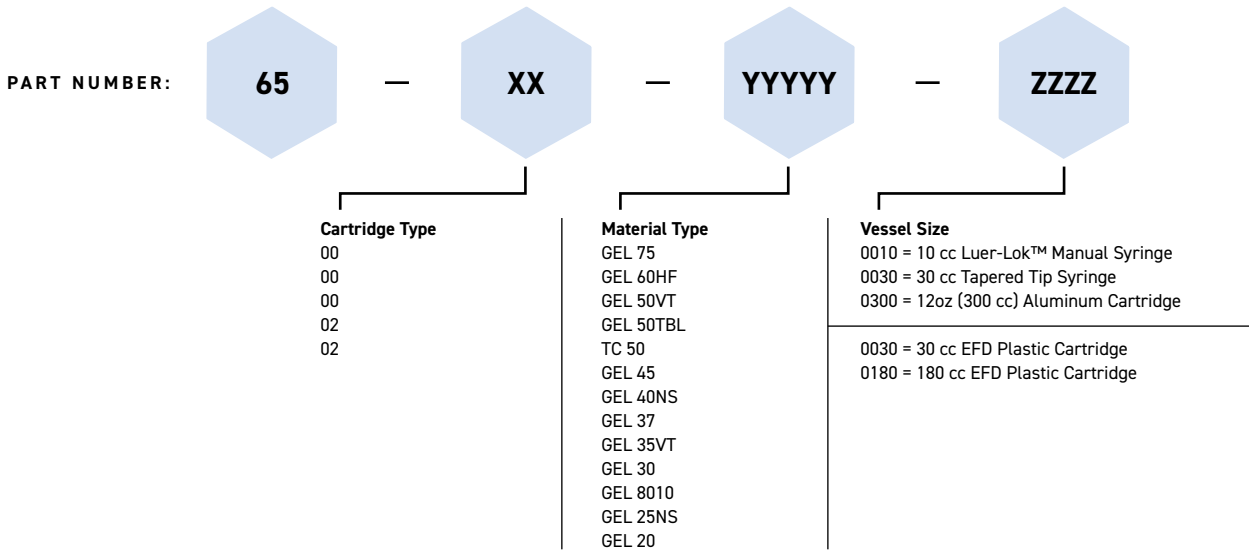 PART NUMBER: 65 — XX — YYYYY — ZZZZ
Cartridge Type
00
00
00
02
02
Material Type
GEL 75
GEL 60HF
GEL 50VT
GEL 50TBL
TC 50
GEL 45
GEL 40NS
GEL 37
GEL 35VT
GEL 30
GEL 8010
GEL 25NS
GEL 20
Vessel Size
0010 = 10 cc Luer-Lok™ Manual Syringe
0030 = 30 cc Tapered Tip Syringe
0300 = 12oz (300 cc) Aluminum Cartridge
0030 = 30 cc EFD Plastic Cartridge
0180 = 180 cc EFD Plastic Cartridge